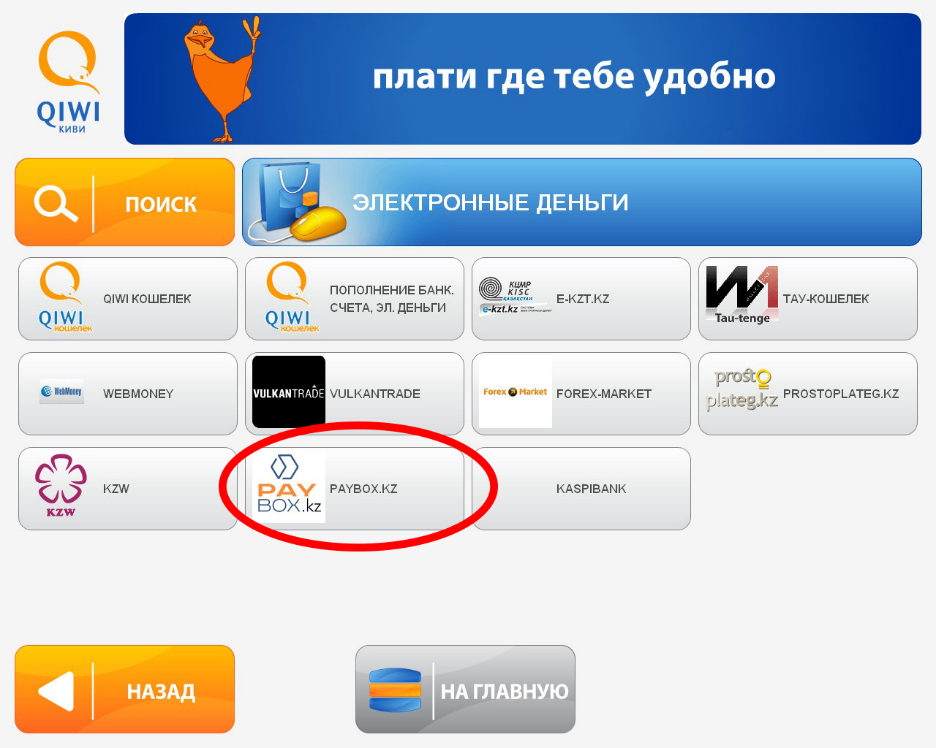 QIWI
КИВИ
плати где тебе удобно
ПОИСК
ЭЛЕКТРОННЫЕ ДЕНЬГИ
QIWI
кошелек
QIWI КОШЕЛЕК
QIWI
кошелек
ПОПОЛНЕНИЕ БАНК.
СЧЕТА, ЭЛ. ДЕНЬГИ
КЦМР
KISC
ҚАЗАҚСТАН
e-kzt.kz
E-KZT.KZ
Tau-tenge
ТАУ-КОШЕЛЕК
WebMoney
WEBMONEY
VULKANTRADE
VULKANTRADE
Forex Market
FOREX-MARKET
prosto
plateg.kz
PROSTOPLATEG.KZ
KZW
KZW
PAY
BOX.kz
PAYBOX.KZ
KASPIBANK
НАЗАД
НА ГЛАВНУЮ